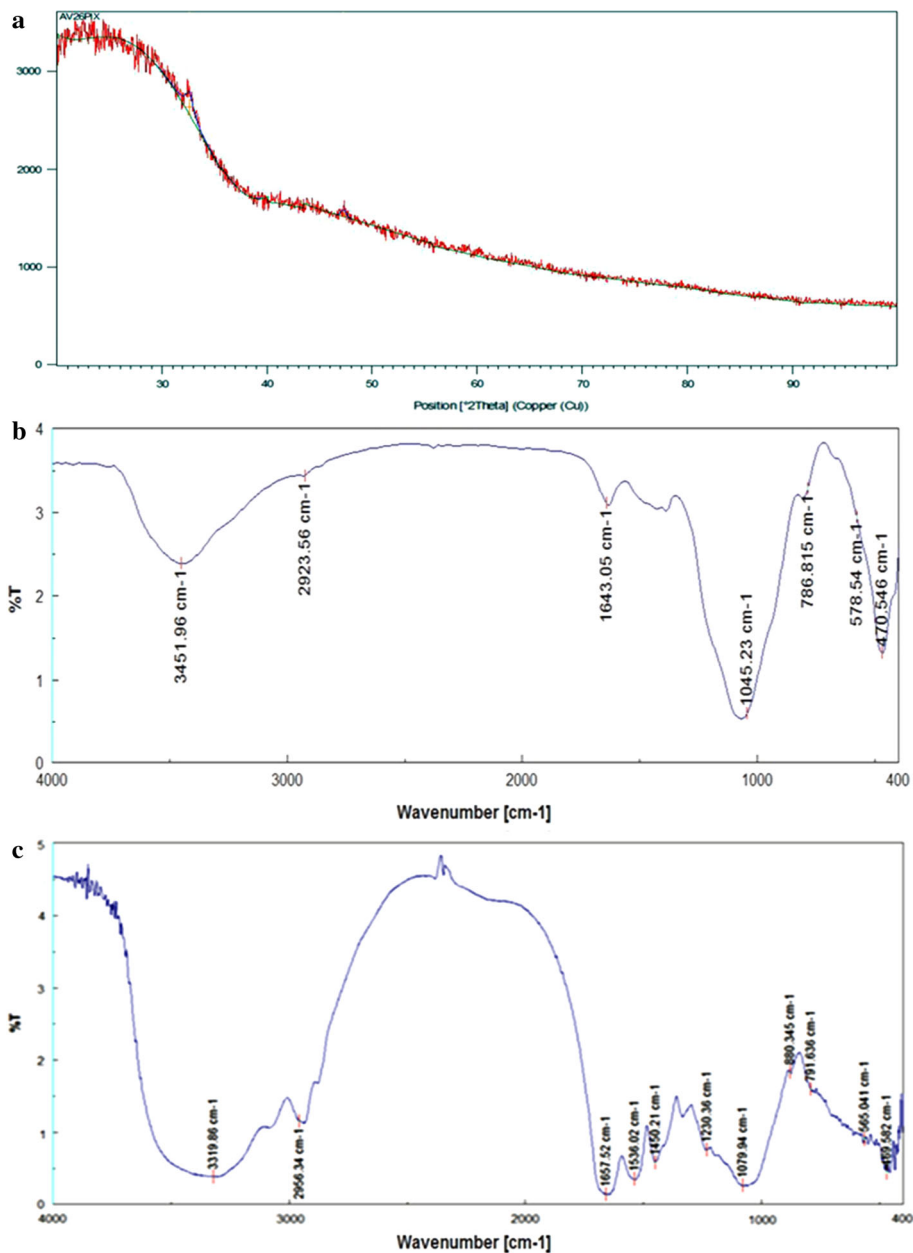 a
AV26PIX
3000
2000
1000
0
30 40 50 60 70 80 90
Position [°2Theta] (Copper (Cu))
b
4
3
2
1
0
%T
3451.96 cm-1
2923.56 cm-1
1643.05 cm-1
1045.23 cm-1
786.815 cm-1
578.54 cm-1
470.546 cm-1
4000 3000 2000 1000 400
Wavenumber [cm-1]
c
5
4
3
2
1
0
%T
3319.86 cm-1
2956.34 cm-1
1657.52 cm-1
1536.02 cm-1
1450.21 cm-1
1230.36 cm-1
1079.94 cm-1
880.345 cm-1
791.636 cm-1
565.041 cm-1
469.582 cm-1
4000 3000 2000 1000 400
Wavenumber [cm-1]